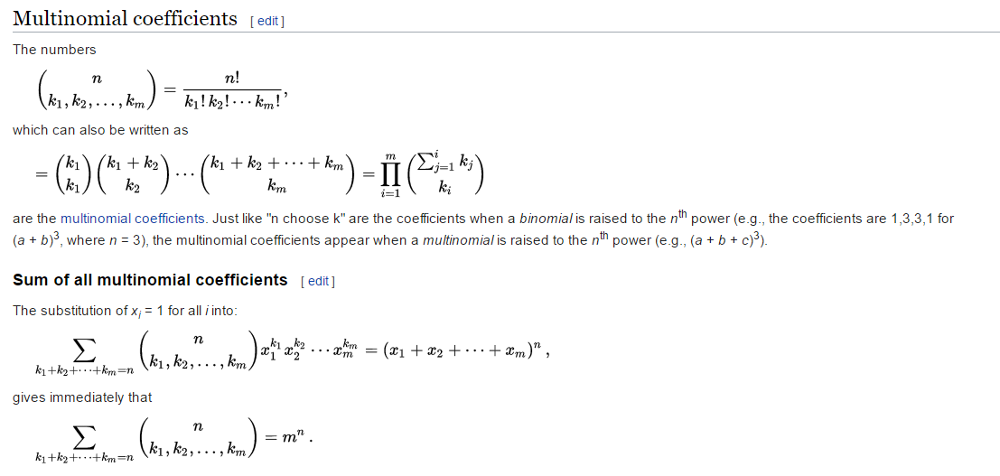 Multinomial coefficients [ edit ]
The numbers
$\binom{n}{k_1, k_2, \ldots, k_m} = \frac{n!}{k_1!\, k_2! \cdots k_m!},$
which can also be written as
$= \binom{k_1}{k_1}\binom{k_1 + k_2}{k_2} \cdots \binom{k_1 + k_2 + \cdots + k_m}{k_m} = \prod_{i=1}^{m} \binom{\sum_{j=1}^{i} k_j}{k_i}$
are the multinomial coefficients. Just like "n choose k" are the coefficients when a binomial is raised to the nth power (e.g., the coefficients are 1,3,3,1 for
(a + b)³, where n = 3), the multinomial coefficients appear when a multinomial is raised to the nth power (e.g., (a + b + c)³).
Sum of all multinomial coefficients [ edit ]
The substitution of $x_i$ = 1 for all i into:
$\sum_{k_1+k_2+\cdots+k_m=n} \binom{n}{k_1, k_2, \ldots, k_m} x_1^{k_1} x_2^{k_2} \cdots x_m^{k_m} = (x_1 + x_2 + \cdots + x_m)^n\,,$
gives immediately that
$\sum_{k_1+k_2+\cdots+k_m=n} \binom{n}{k_1, k_2, \ldots, k_m} = m^n\,.$